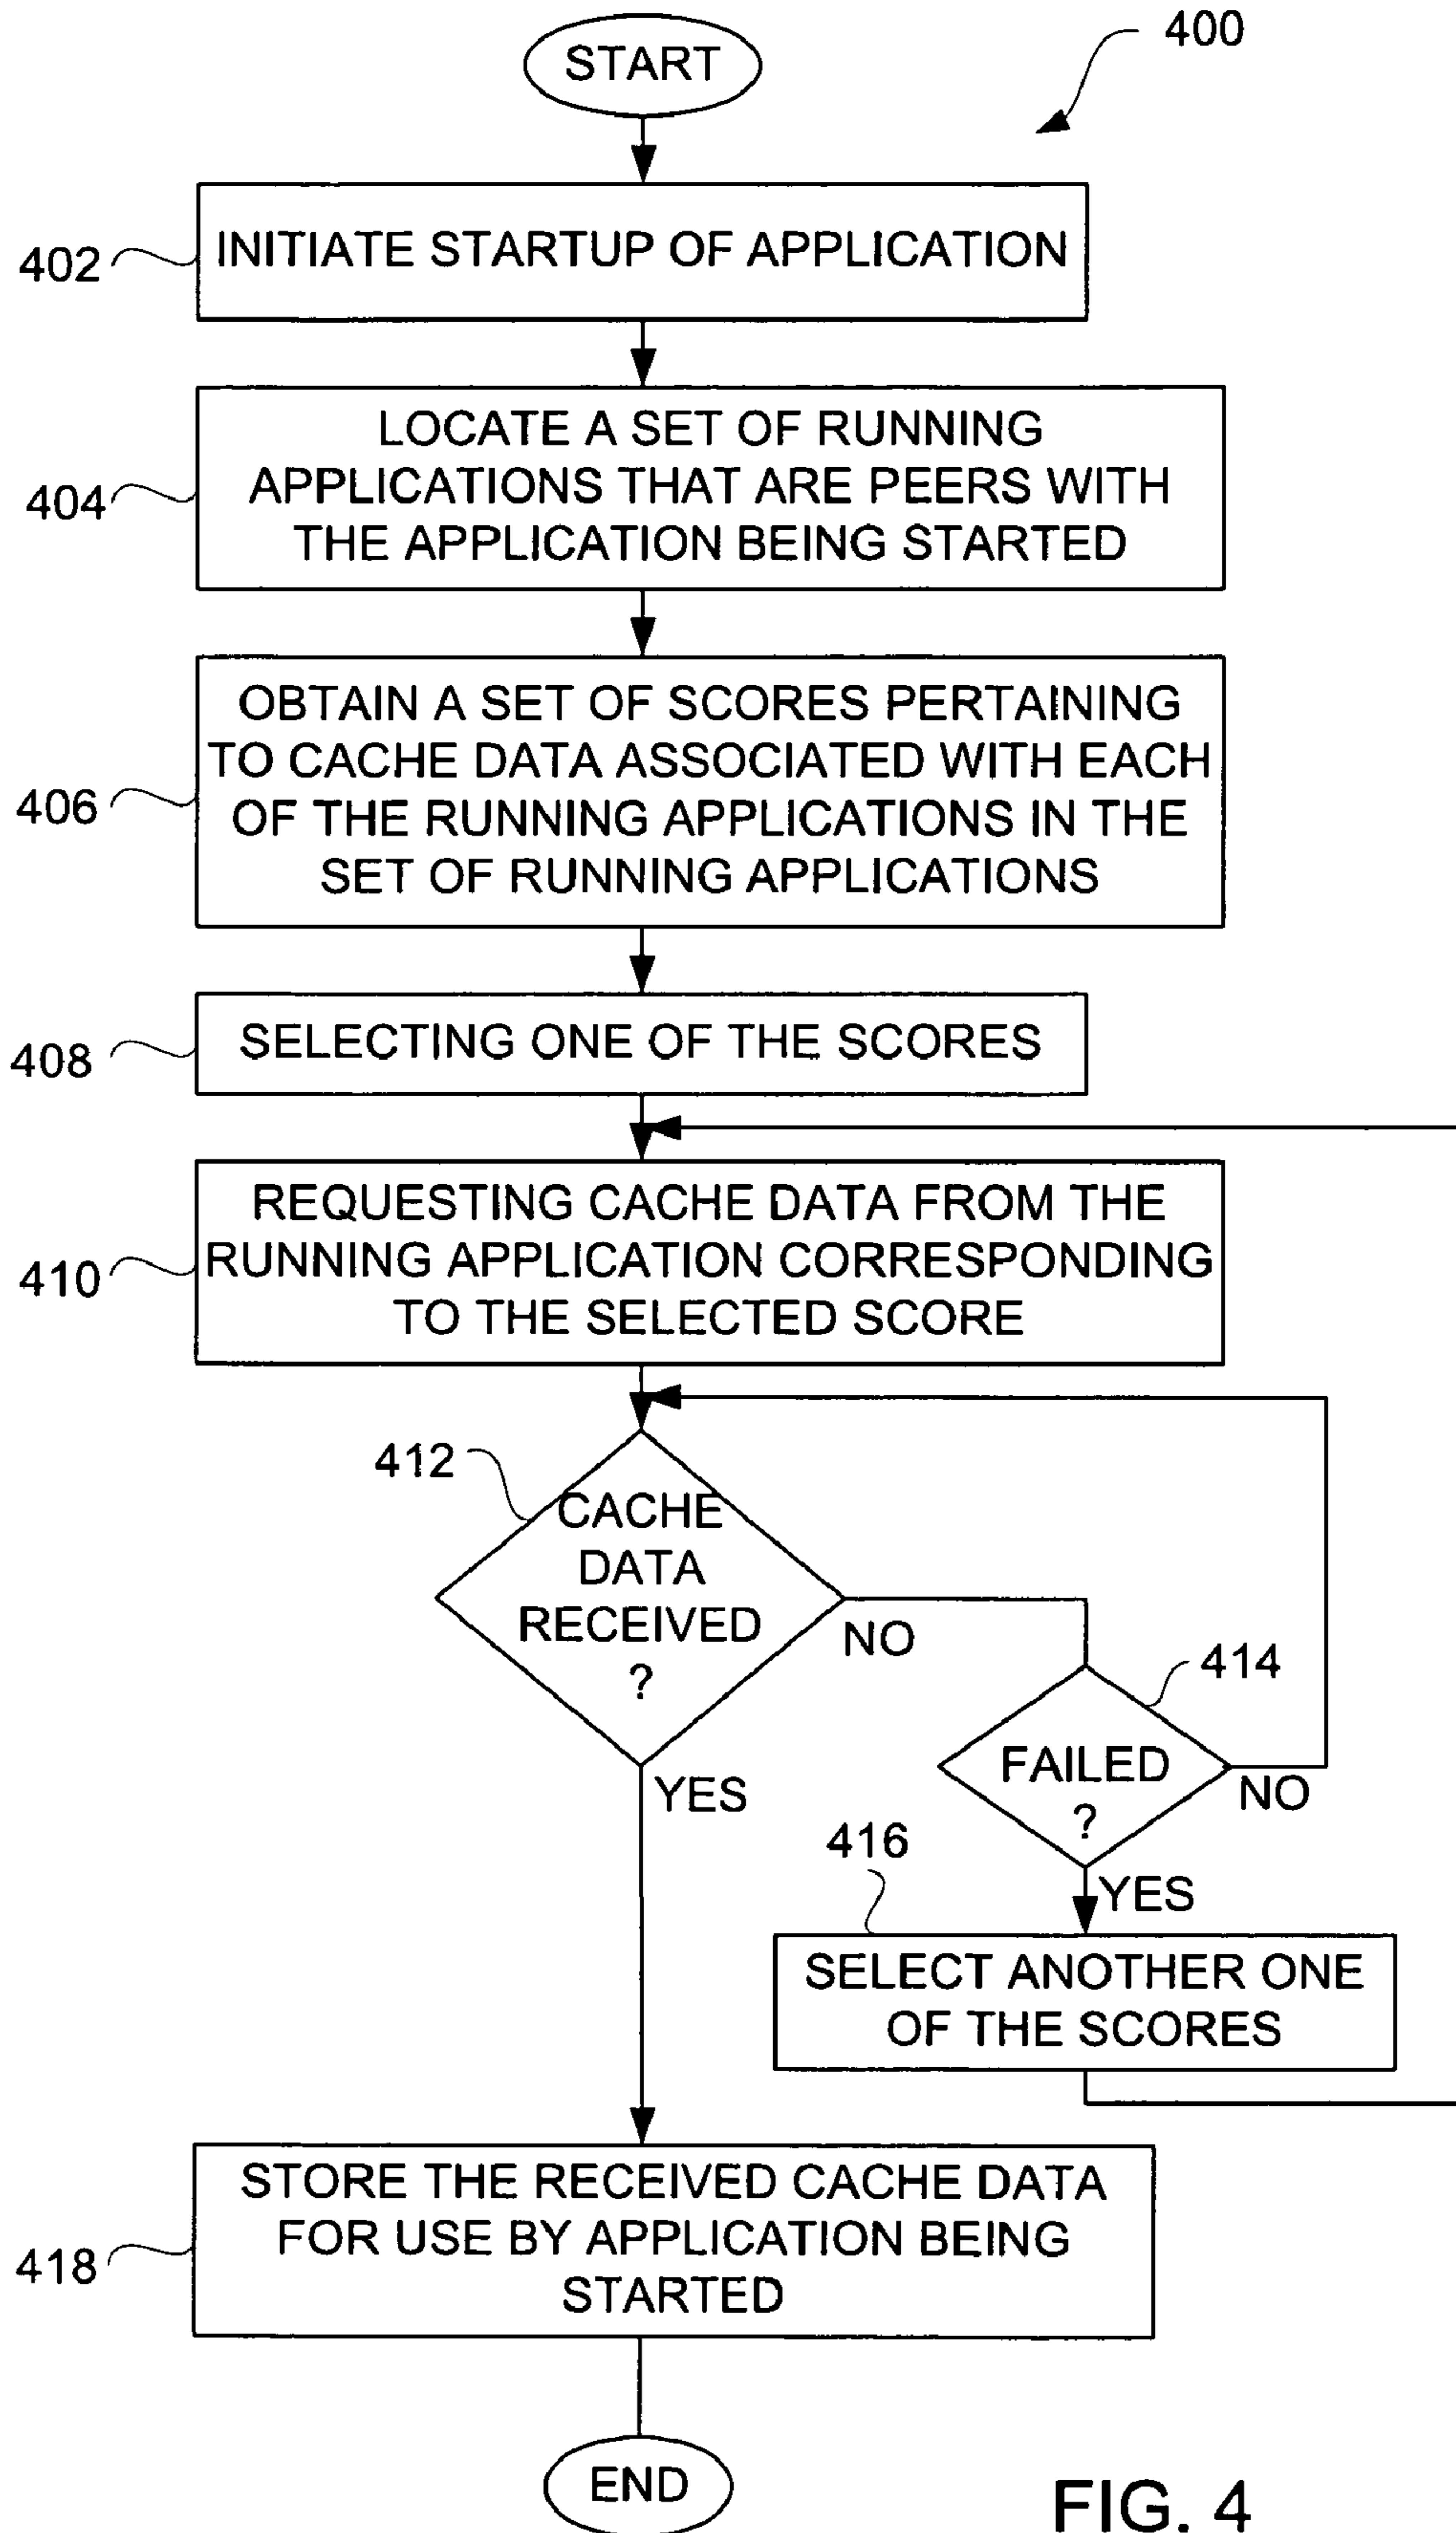 START
400
402
INITIATE STARTUP OF APPLICATION
404
LOCATE A SET OF RUNNING
APPLICATIONS THAT ARE PEERS WITH
THE APPLICATION BEING STARTED
406
OBTAIN A SET OF SCORES PERTAINING
TO CACHE DATA ASSOCIATED WITH EACH
OF THE RUNNING APPLICATIONS IN THE
SET OF RUNNING APPLICATIONS
408
SELECTING ONE OF THE SCORES
410
REQUESTING CACHE DATA FROM THE
RUNNING APPLICATION CORRESPONDING
TO THE SELECTED SCORE
412
CACHE
DATA
RECEIVED
?
NO
YES
414
FAILED
?
NO
YES
416
SELECT ANOTHER ONE
OF THE SCORES
418
STORE THE RECEIVED CACHE DATA
FOR USE BY APPLICATION BEING
STARTED
END
FIG. 4